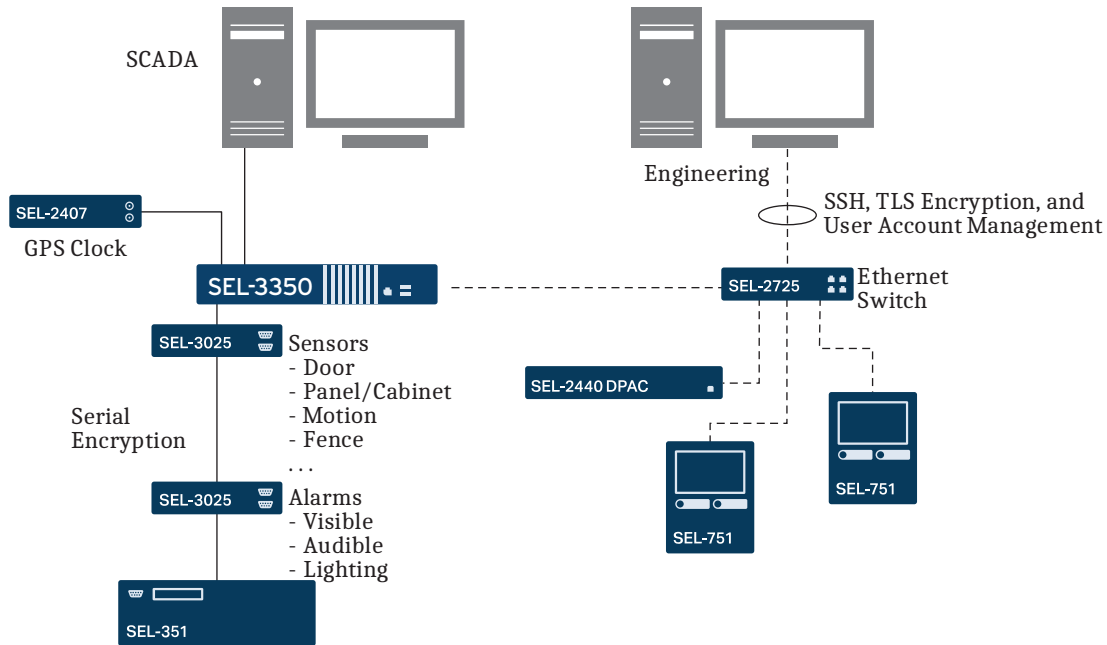 SCADA
Engineering
SSH, TLS Encryption, and
User Account Management
SEL-2407
GPS Clock
SEL-3350
SEL-2725
Ethernet
Switch
SEL-3025
Sensors
- Door
- Panel/Cabinet
- Motion
- Fence
. . .
Serial
Encryption
SEL-3025
Alarms
- Visible
- Audible
- Lighting
SEL-351
SEL-2440 DPAC
SEL-751
SEL-751